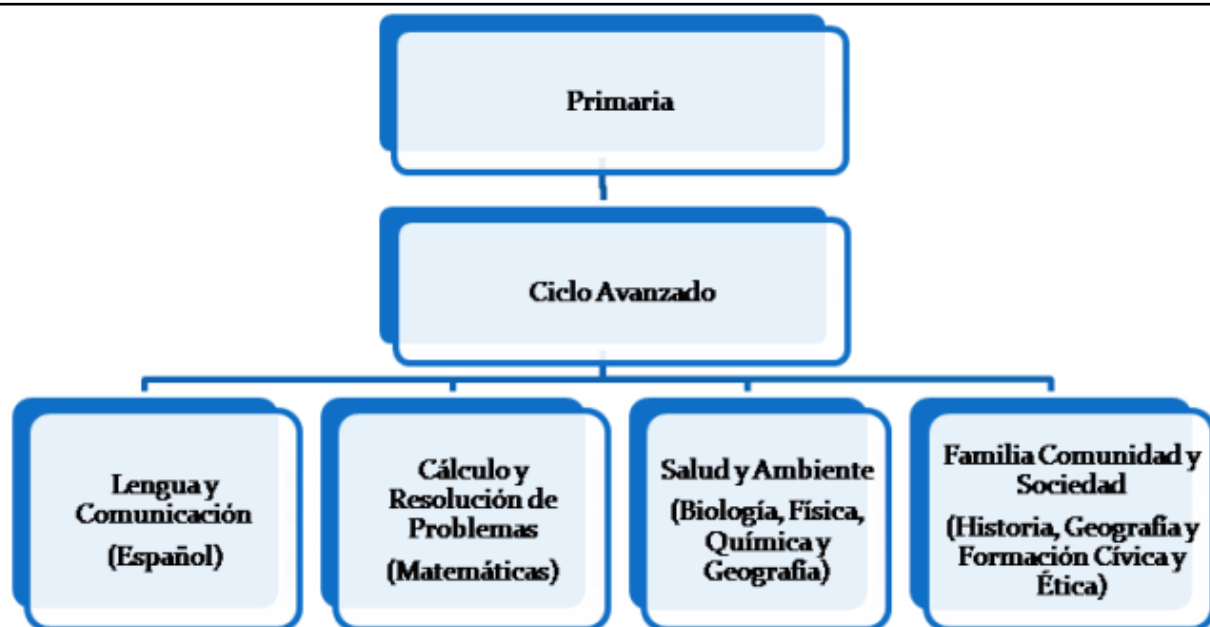 Primaria
Ciclo Avanzado
Lengua y
Comunicación
(Español)
Cálculo y
Resolución de
Problemas
(Matemáticas)
Salud y Ambiente
(Biología, Física,
Química y
Geografía)
Familia Comunidad y
Sociedad
(Historia, Geografía y
Formación Cívica y
Ética)